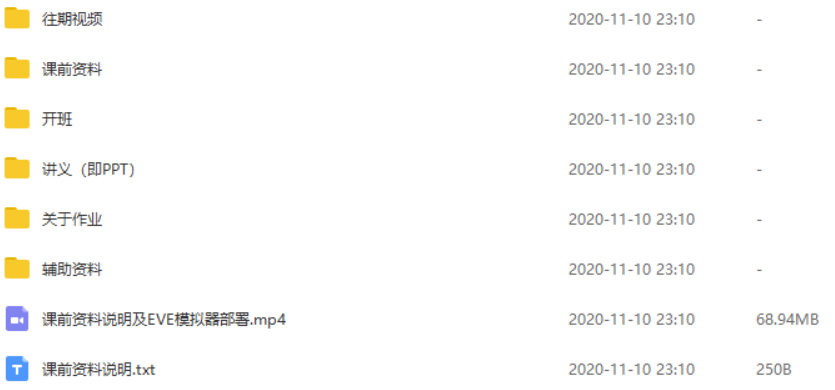 往期视频 2020-11-10 23:10 -
课前资料 2020-11-10 23:10 -
开班 2020-11-10 23:10 -
讲义（即PPT） 2020-11-10 23:10 -
关于作业 2020-11-10 23:10 -
辅助资料 2020-11-10 23:10 -
课前资料说明及EVE模拟器部署.mp4 2020-11-10 23:10 68.94MB
T 课前资料说明.txt 2020-11-10 23:10 250B